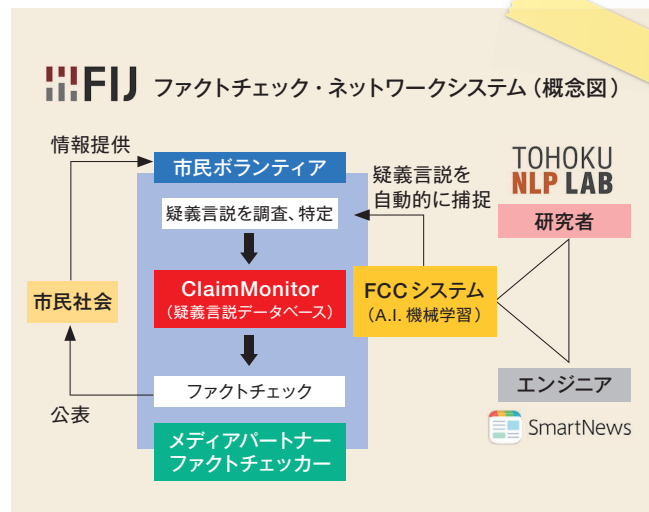 FIJ ファクトチェック・ネットワークシステム（概念図）
情報提供
市民ボランティア
疑義言説を
自動的に捕捉
TOHOKU
NLP LAB
研究者
疑義言説を調査、特定
市民社会
ClaimMonitor
（疑義言説データベース）
FCCシステム
（A.I. 機械学習）
ファクトチェック
公表
エンジニア
SmartNews
メディアパートナー
ファクトチェッカー